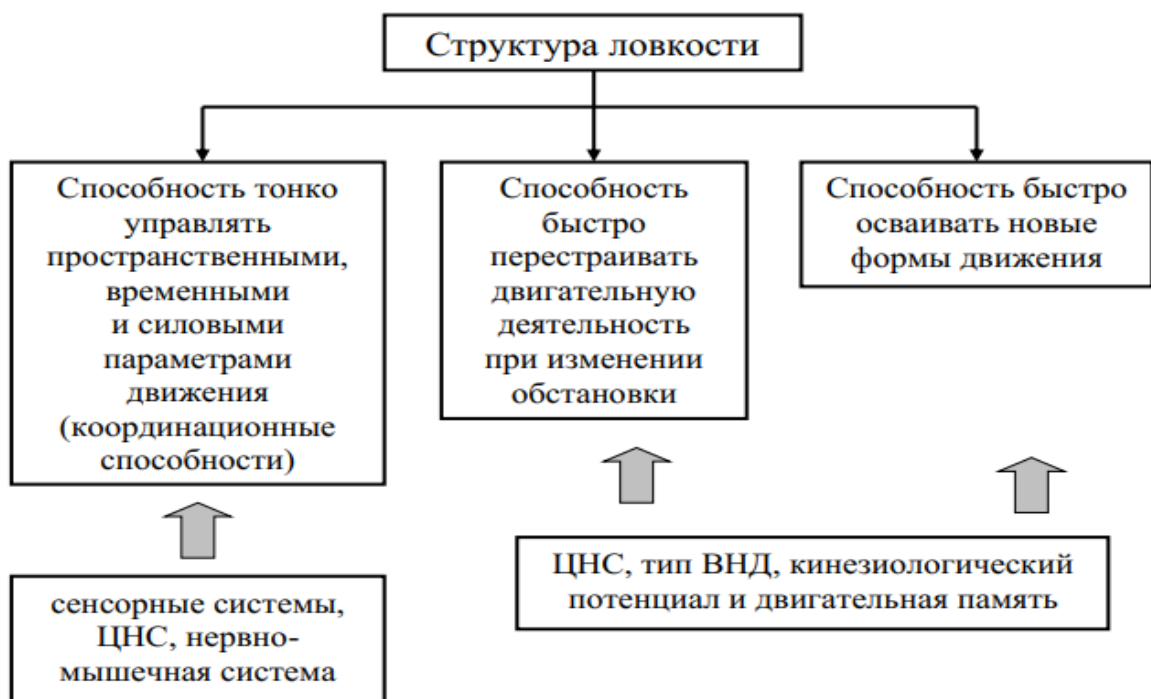 Структура ловкости
Способность тонко
управлять
пространственными,
временными
и силовыми
параметрами
движения
(координационные
способности)
Способность
быстро
перестраивать
двигательную
деятельность
при изменении
обстановки
Способность быстро
осваивать новые
формы движения
сенсорные системы,
ЦНС, нервно-
мышечная система
ЦНС, тип ВНД, кинезиологический
потенциал и двигательная память